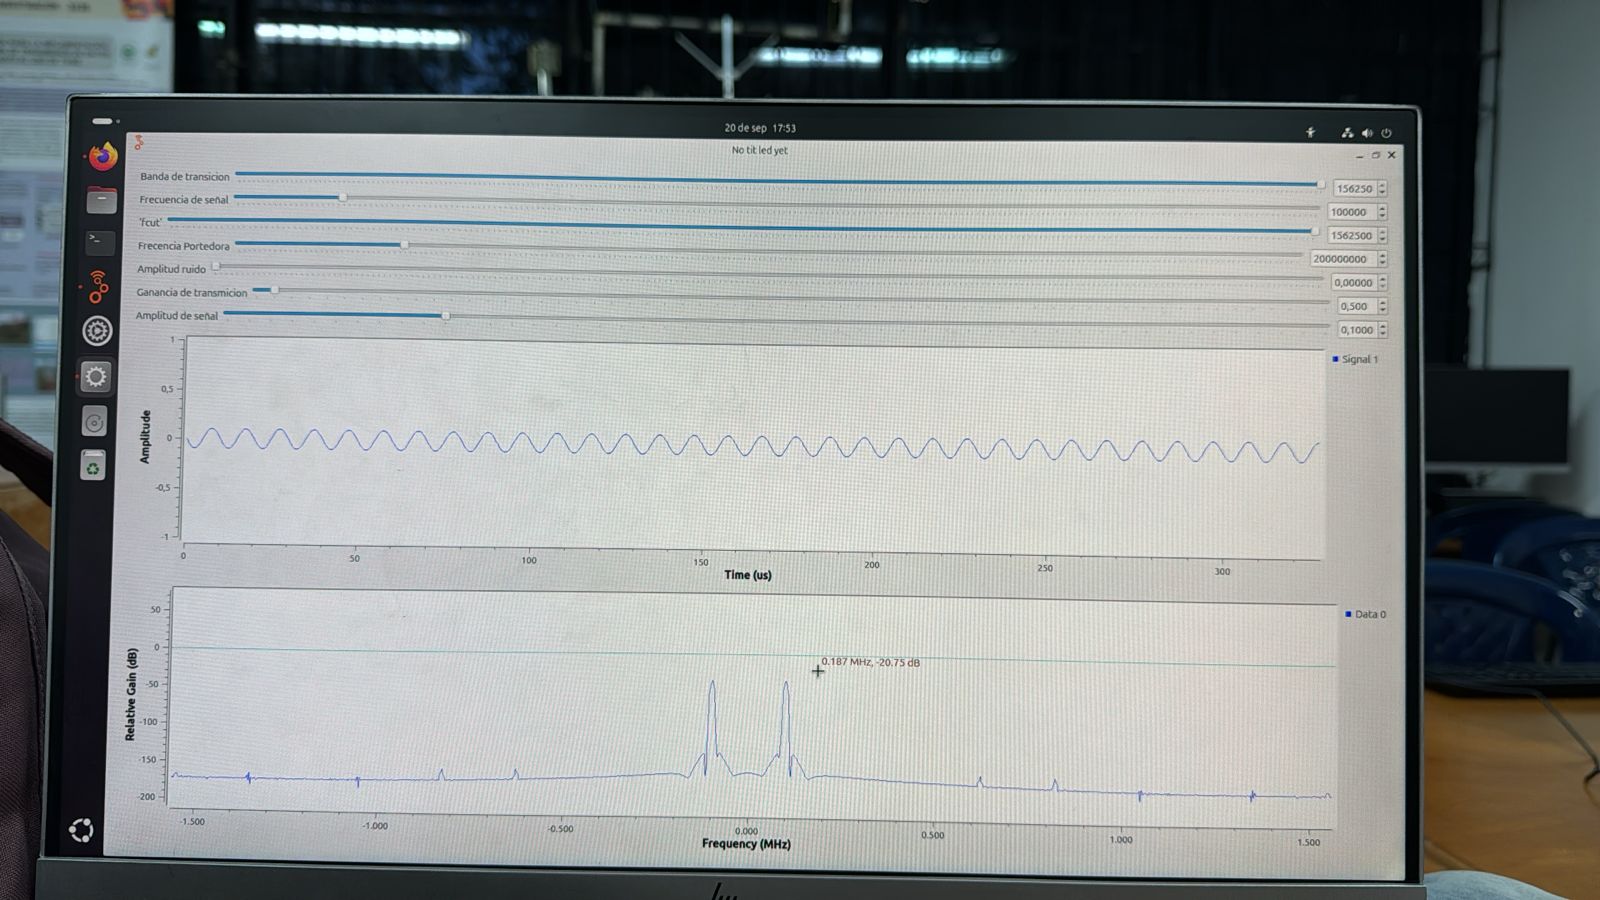 20 de sep 17:53
No tit led yet
Banda de transicion 156250
Frecuencia de señal 100000
'Fcut' 1562500
Frecencia Portedora 200000000
Amplitud ruido 0,00000
Ganancia de transmicion 0,500
Amplitud de señal 0,1000
Signal 1
Amplitude
1
0,5
0
-0,5
-1
0 50 100 150 200 250 300
Time (us)
Data 0
Relative Gain (dB)
50
0
0.187 MHz, -20.75 dB
-50
-100
-150
-200
-1.500 -1.000 -0.500 0.000 0.500 1.000 1.500
Frequency (MHz)